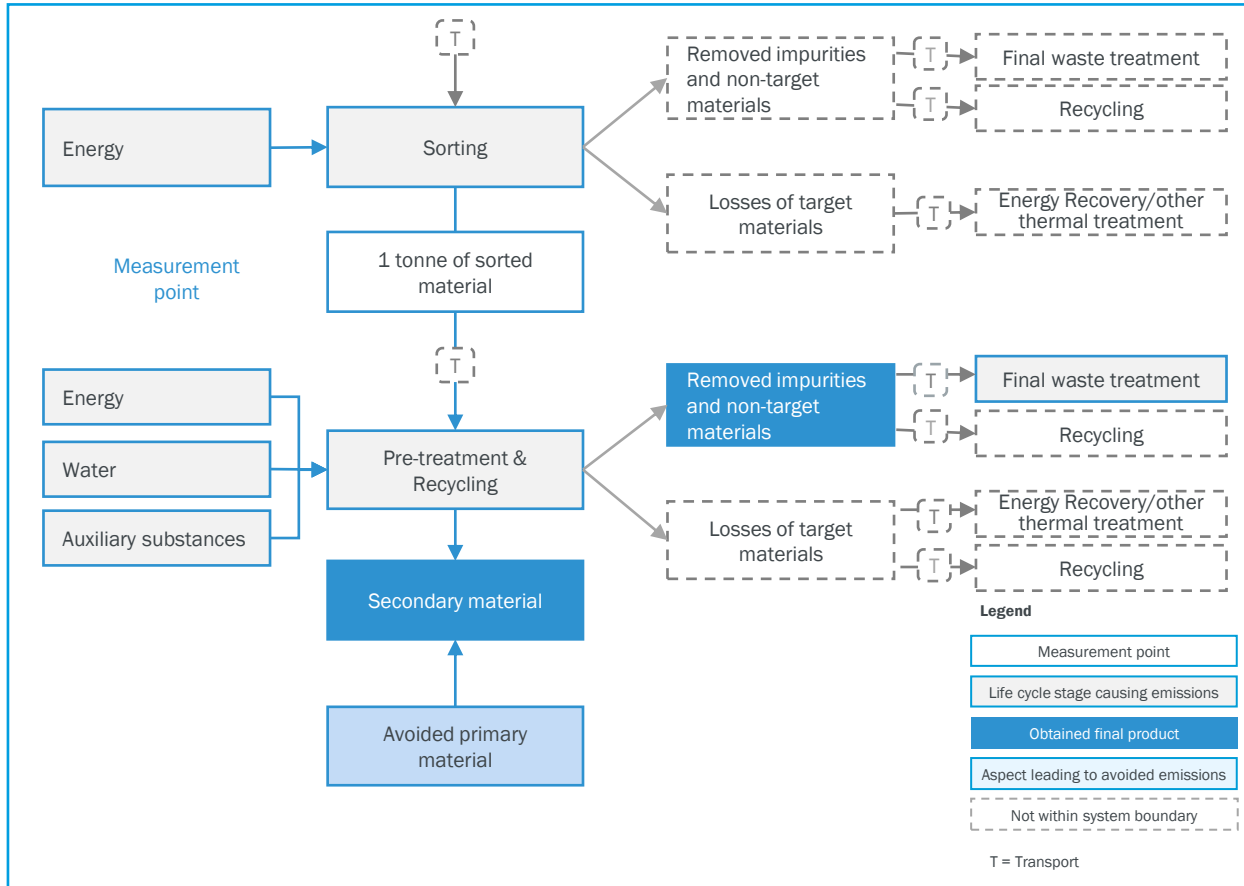 T
Removed impurities
and non-target
materials
T
Final waste treatment
T
Recycling
Energy
Sorting
Losses of target
materials
T
Energy Recovery/other
thermal treatment
Measurement
point
1 tonne of sorted
material
T
Removed impurities
and non-target
materials
T
Final waste treatment
T
Recycling
Energy
Water
Auxiliary substances
Pre-treatment &
Recycling
Losses of target
materials
T
Energy Recovery/other
thermal treatment
T
Recycling
Secondary material
Avoided primary
material
Legend
Measurement point
Life cycle stage causing emissions
Obtained final product
Aspect leading to avoided emissions
Not within system boundary
T = Transport